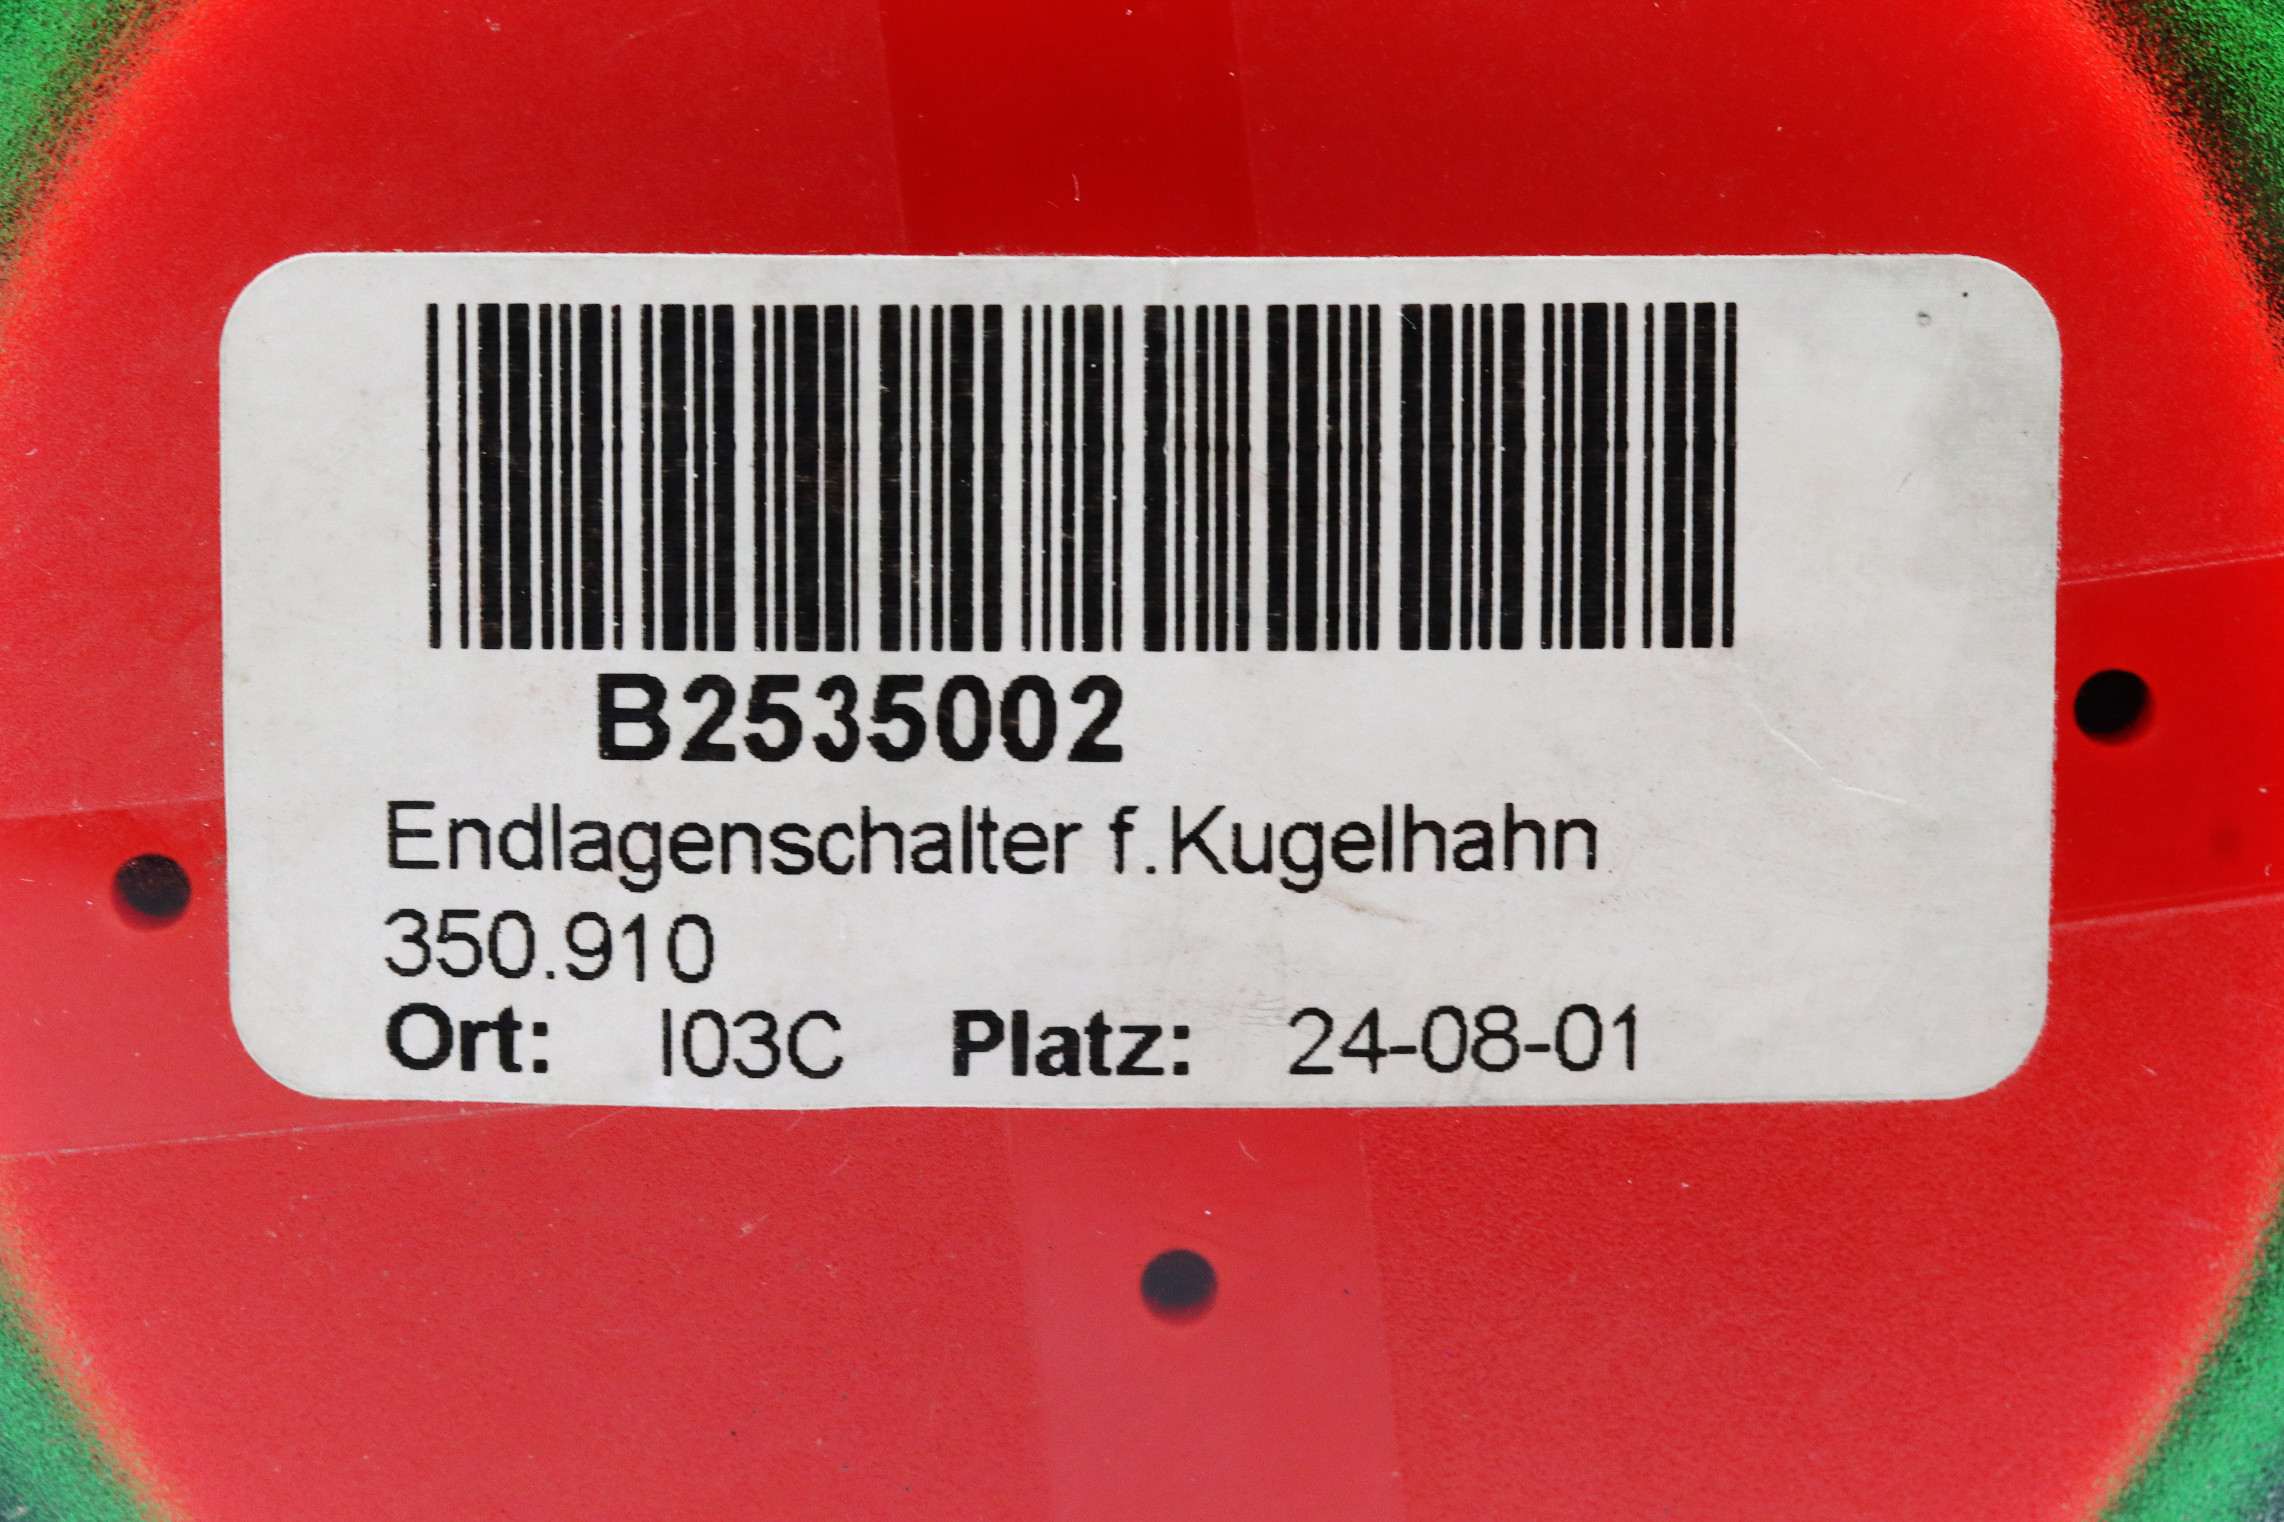 B2535002
Endlagenschalter f.Kugelhahn
350.910
Ort: I03C Platz: 24-08-01